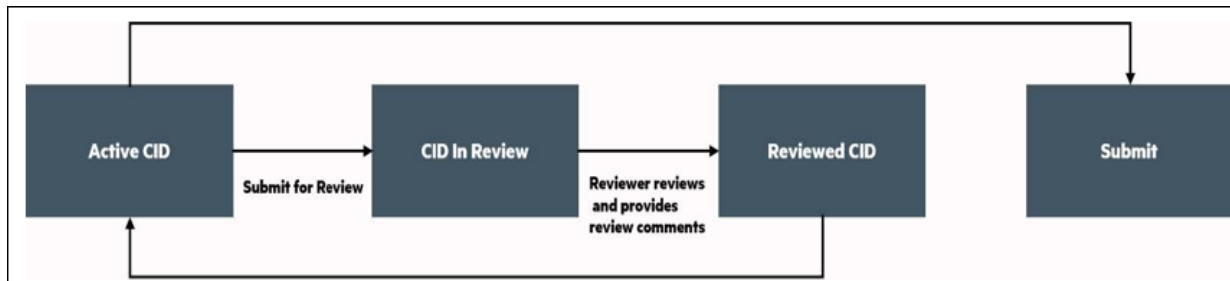 Active CID
CID In Review
Reviewed CID
Submit
Submit for Review
Reviewer reviews
and provides
review comments